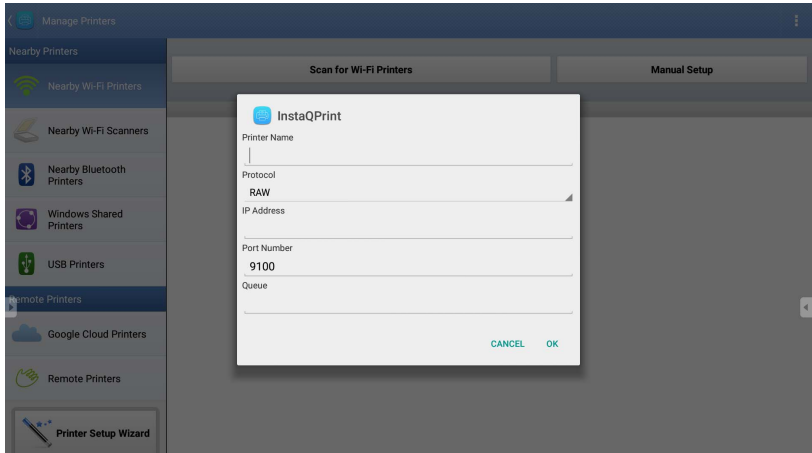 Manage Printers
Nearby Printers
Nearby Wi-Fi Printers
Nearby Wi-Fi Scanners
Nearby Bluetooth
Printers
Windows Shared
Printers
USB Printers
Remote Printers
Google Cloud Printers
Remote Printers
Printer Setup Wizard
Scan for Wi-Fi Printers
Manual Setup
InstaQPrint
Printer Name
Protocol
RAW
IP Address
Port Number
9100
Queue
CANCEL OK